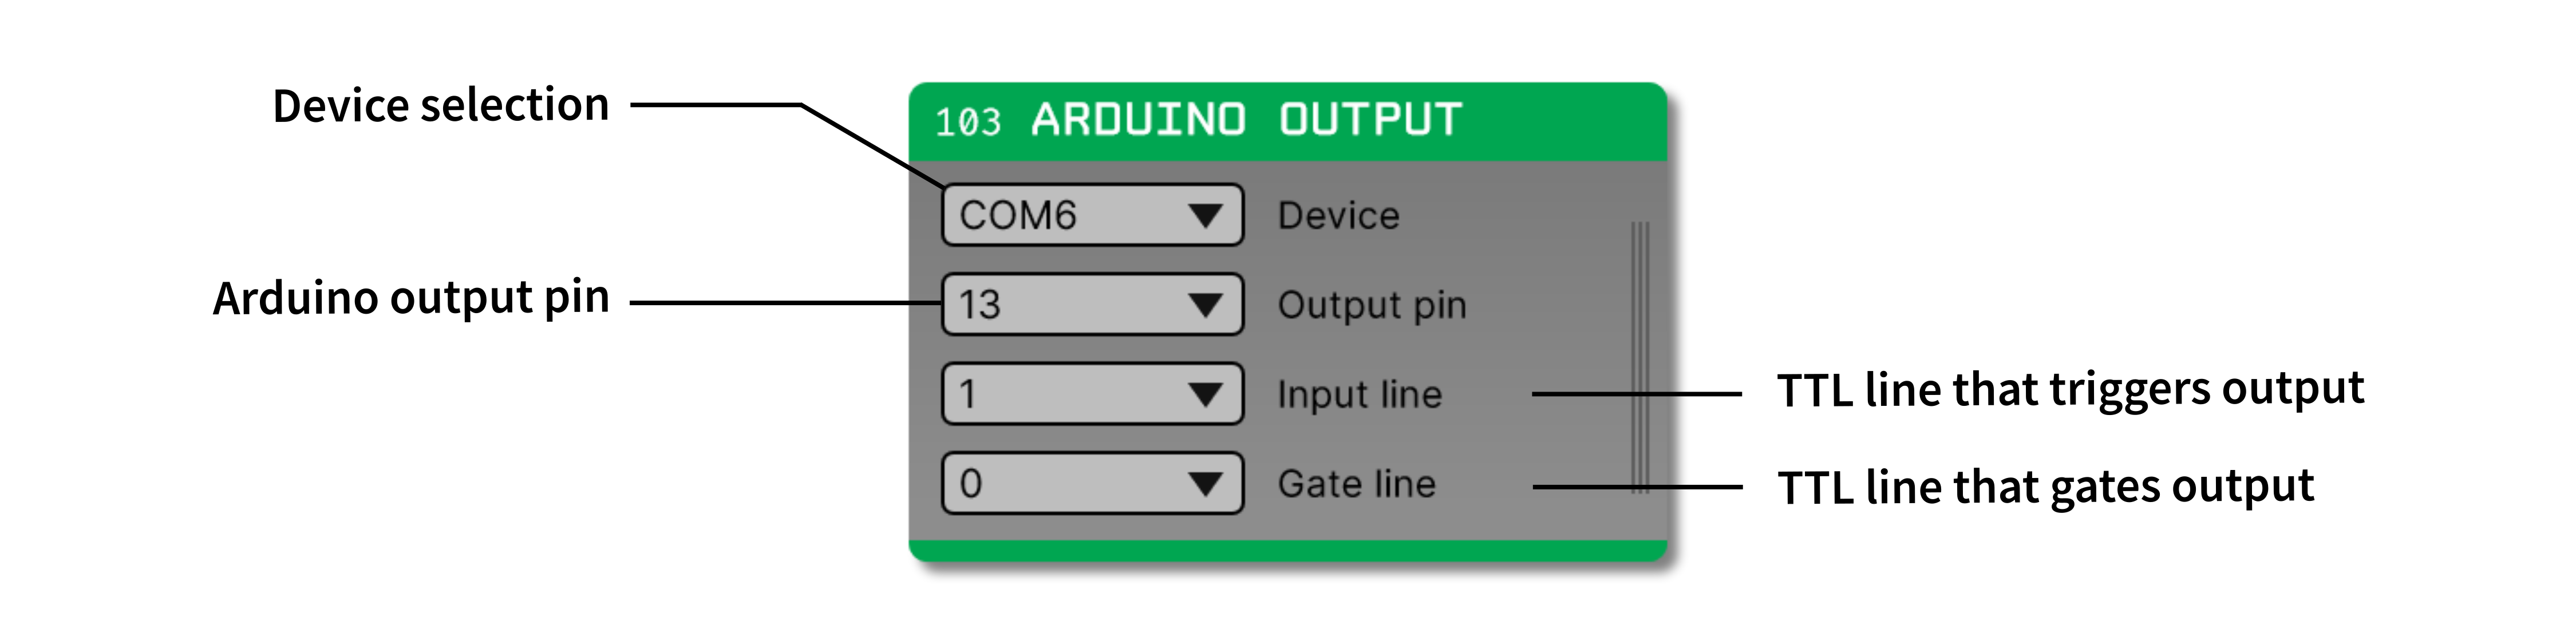 Device selection
103 ARDUINO OUTPUT
COM6 Device
Arduino output pin
13 Output pin
1 Input line
TTL line that triggers output
0 Gate line
TTL line that gates output